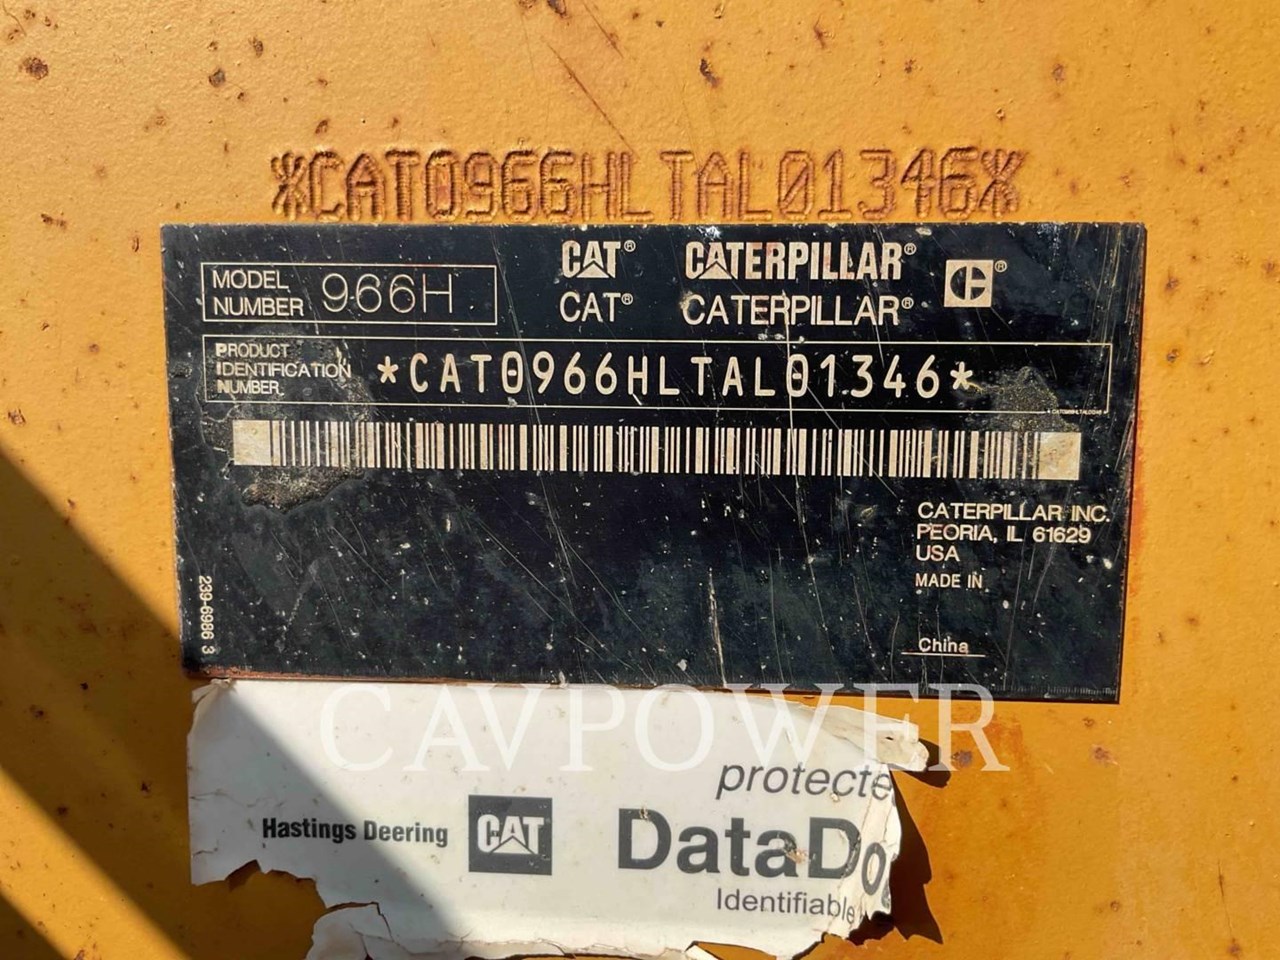 *CAT0966HLTAL01346*
MODEL NUMBER 966H
CAT® CATERPILLAR® ®
CAT® CATERPILLAR®
PRODUCT IDENTIFICATION NUMBER *CAT0966HLTAL01346*
CATERPILLAR INC.
PEORIA, IL 61629
USA
MADE IN
China
239-6986 3
CAVPOWER
protecte
Hastings Deering CAT DataDo
Identifiable